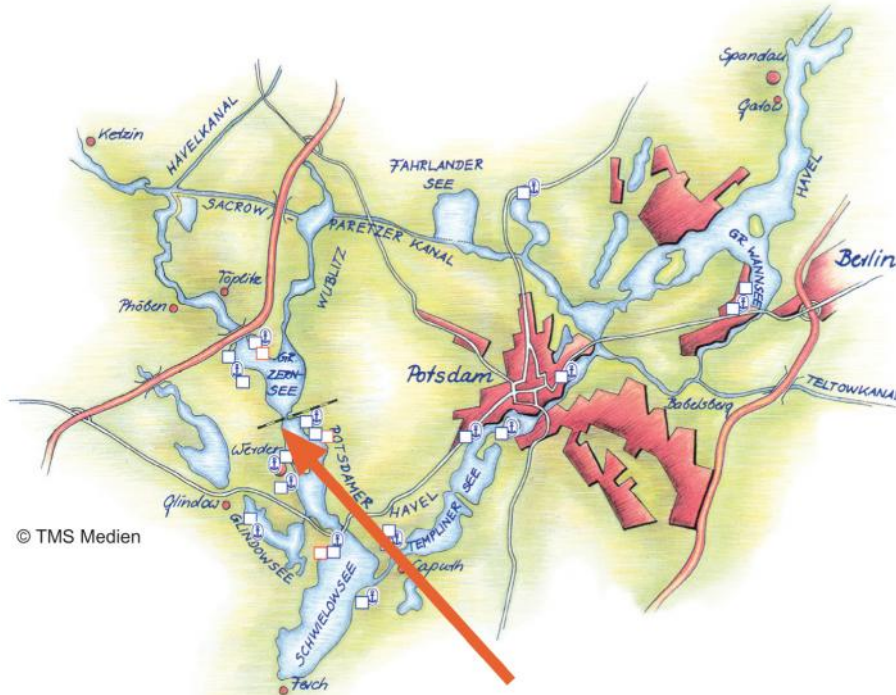 Spandau
Gatow
Ketzin
HAVELKANAL
FAHRLANDER
SEE
HAVEL
SACROW
PARETZER KANAL
WUBLITZ
GR WANNSEE
Berlin
Töplitz
Phöben
GR
ZERN-
SEE
Potsdam
TELTOWKANAL
Babelsberg
Werder
POTSDAMER
HAVEL
TEMPLINER
SEE
Glindow
GLINDOWSEE
© TMS Medien
Caputh
SCHWIELOWSEE
Ferch